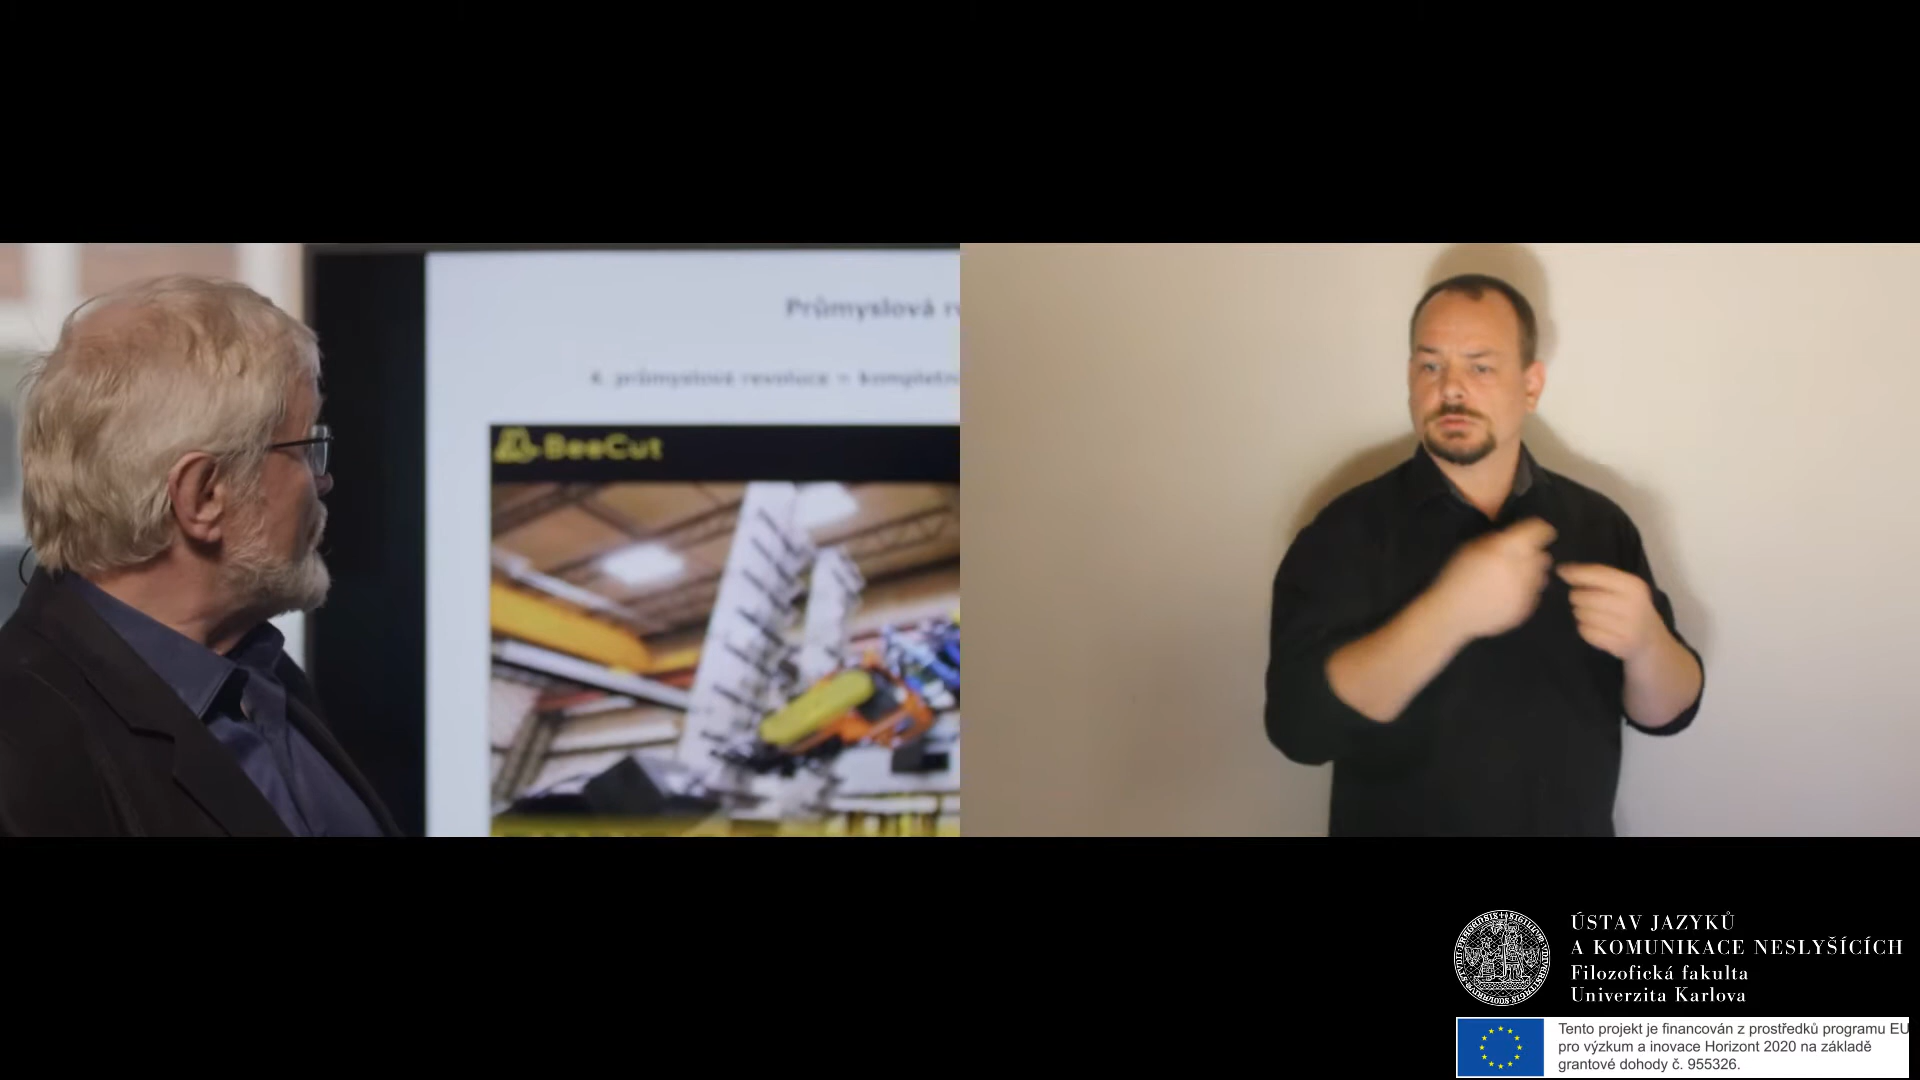 Průmyslová
4. průmyslová revoluce = kompletní
BeeCut
ÚSTAV JAZYKŮ
A KOMUNIKACE NESLYŠÍCÍCH
Filozofická fakulta
Univerzita Karlova
Tento projekt je financován z prostředků programu EU
pro výzkum a inovace Horizont 2020 na základě
grantové dohody č. 955326.